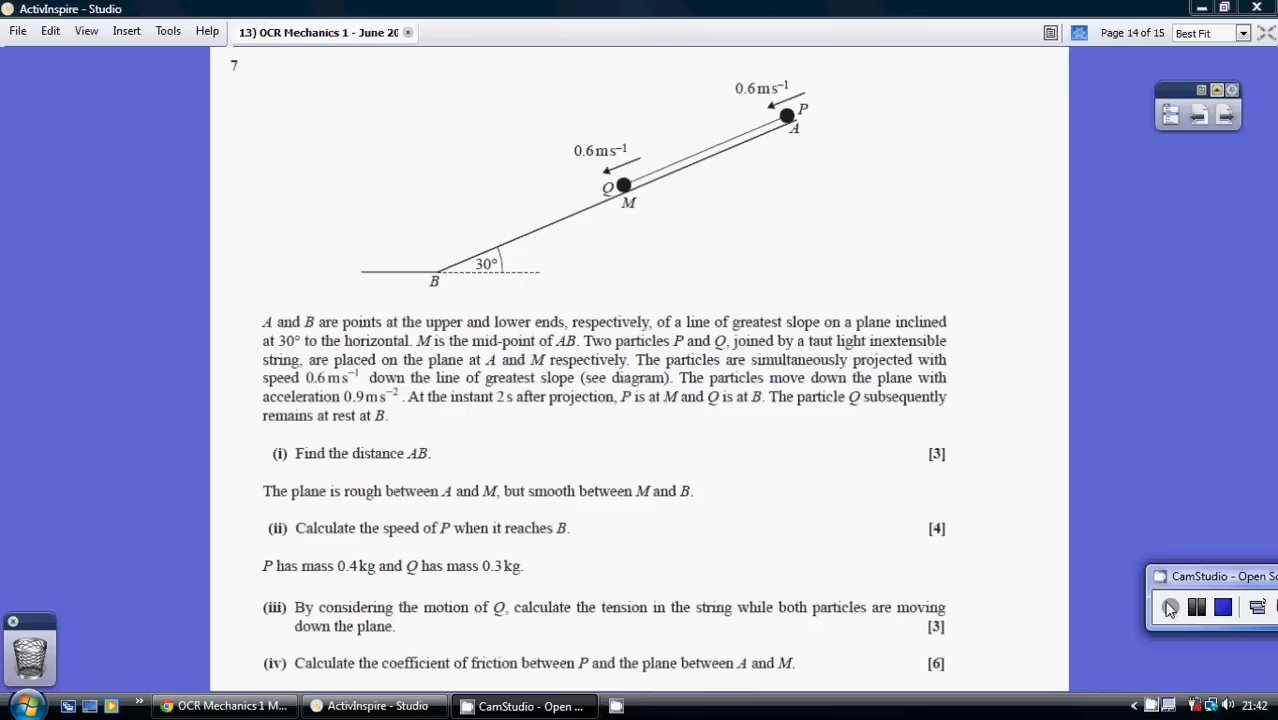 ActivInspire - Studio
File Edit View Insert Tools Help 13) OCR Mechanics 1 - June 20 Page 14 of 15 Best Fit
7
0.6 m s⁻¹
P
A
0.6 m s⁻¹
Q
M
30°
B
A and B are points at the upper and lower ends, respectively, of a line of greatest slope on a plane inclined
at 30° to the horizontal. M is the mid-point of AB. Two particles P and Q, joined by a taut light inextensible
string, are placed on the plane at A and M respectively. The particles are simultaneously projected with
speed 0.6 m s⁻¹ down the line of greatest slope (see diagram). The particles move down the plane with
acceleration 0.9 m s⁻². At the instant 2 s after projection, P is at M and Q is at B. The particle Q subsequently
remains at rest at B.
(i) Find the distance AB. [3]
The plane is rough between A and M, but smooth between M and B.
(ii) Calculate the speed of P when it reaches B. [4]
P has mass 0.4 kg and Q has mass 0.3 kg.
(iii) By considering the motion of Q, calculate the tension in the string while both particles are moving
down the plane. [3]
(iv) Calculate the coefficient of friction between P and the plane between A and M. [6]
CamStudio - Open So
OCR Mechanics 1 M... ActivInspire - Studio CamStudio - Open ... 21:42